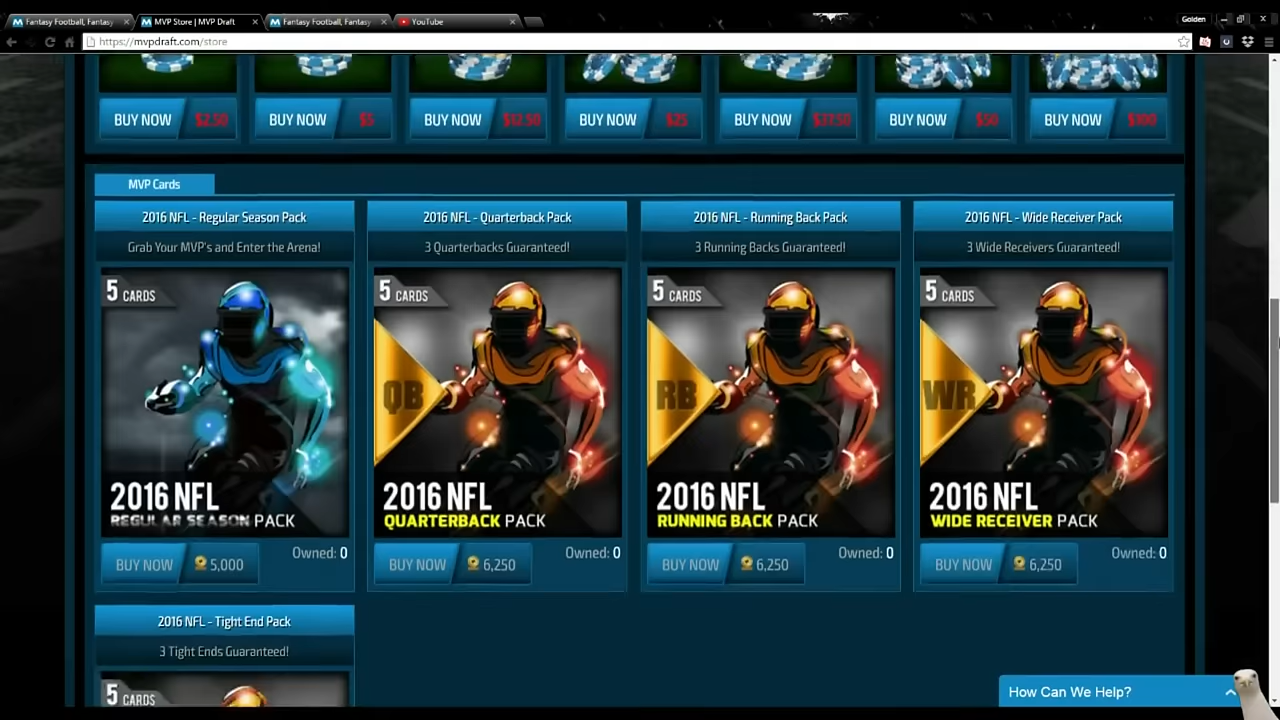 Fantasy Football, Fantasy
MVP Store | MVP Draft
Fantasy Football, Fantasy
YouTube
Golden
https://mvpdraft.com/store
BUY NOW $2.50
BUY NOW $5
BUY NOW $12.50
BUY NOW $25
BUY NOW $37.50
BUY NOW $50
BUY NOW $100
MVP Cards
2016 NFL - Regular Season Pack
Grab Your MVP's and Enter the Arena!
5 CARDS
2016 NFL
REGULAR SEASON PACK
BUY NOW 5,000
Owned: 0
2016 NFL - Quarterback Pack
3 Quarterbacks Guaranteed!
5 CARDS
QB
2016 NFL
QUARTERBACK PACK
BUY NOW 6,250
Owned: 0
2016 NFL - Running Back Pack
3 Running Backs Guaranteed!
5 CARDS
RB
2016 NFL
RUNNING BACK PACK
BUY NOW 6,250
Owned: 0
2016 NFL - Wide Receiver Pack
3 Wide Receivers Guaranteed!
5 CARDS
WR
2016 NFL
WIDE RECEIVER PACK
BUY NOW 6,250
Owned: 0
2016 NFL - Tight End Pack
3 Tight Ends Guaranteed!
5 CARDS
How Can We Help?